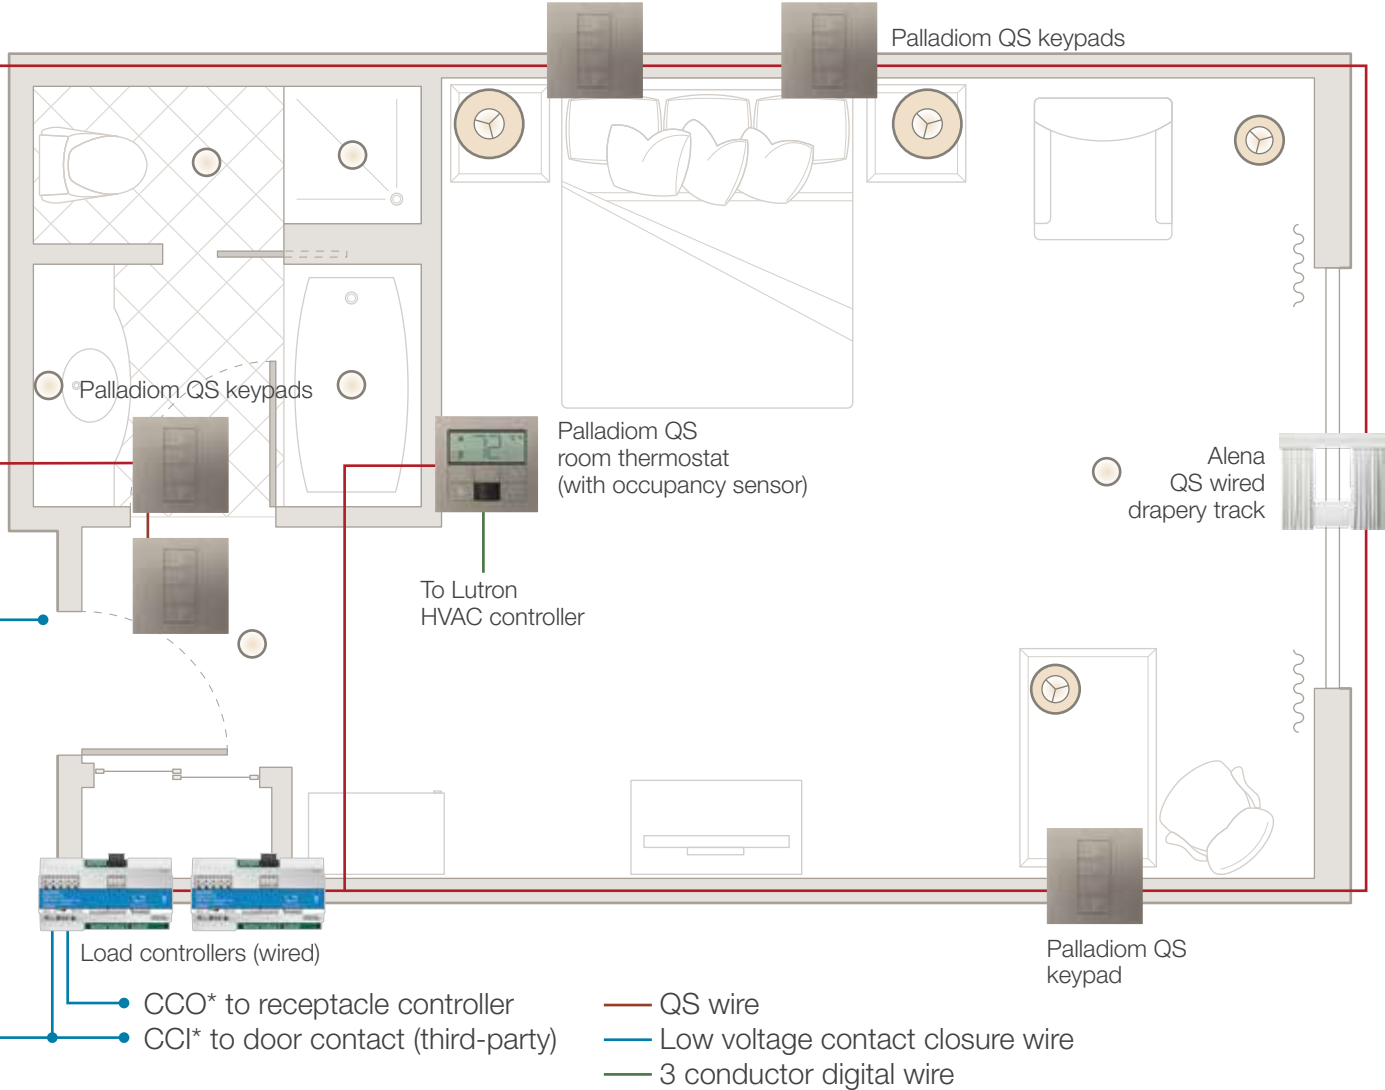 Palladiom QS keypads
Palladiom QS keypads
Palladiom QS
room thermostat
(with occupancy sensor)
Alena
QS wired
drapery track
To Lutron
HVAC controller
Load controllers (wired)
Palladiom QS
keypad
CCO* to receptacle controller
CCI* to door contact (third-party)
QS wire
Low voltage contact closure wire
3 conductor digital wire